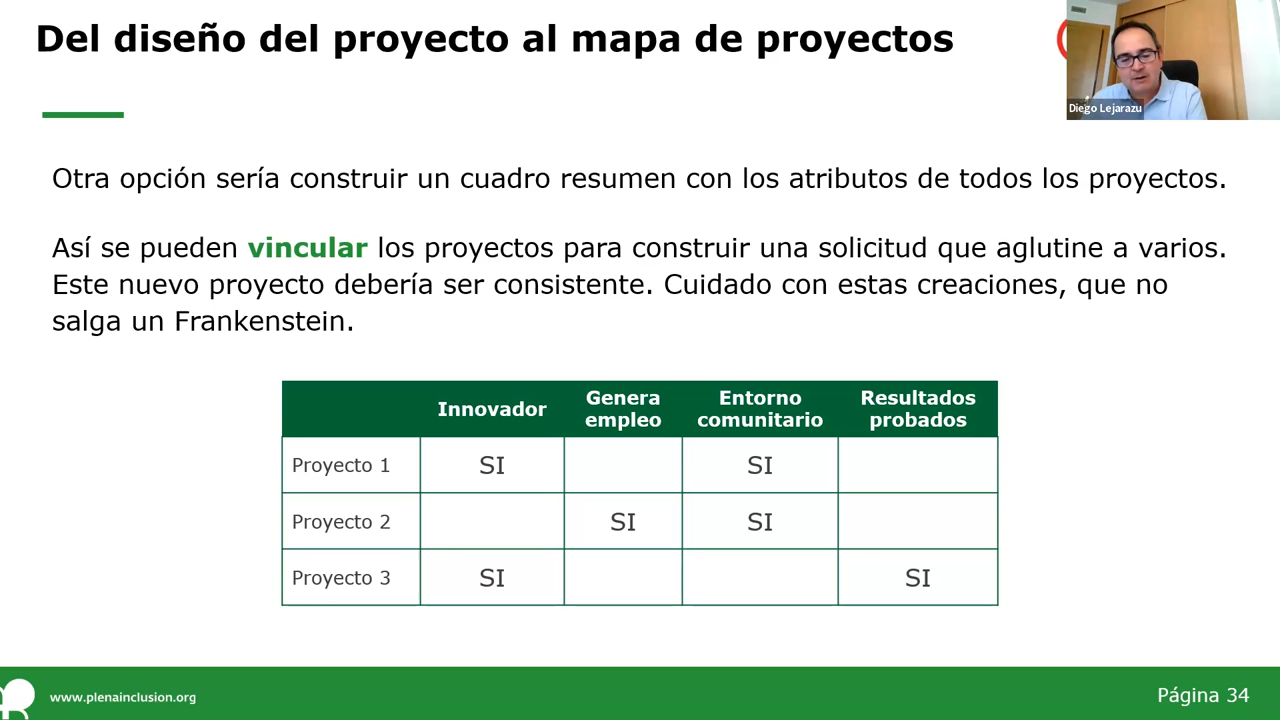 Del diseño del proyecto al mapa de proyectos
Diego Lejarazu
Otra opción sería construir un cuadro resumen con los atributos de todos los proyectos.
Así se pueden vincular los proyectos para construir una solicitud que aglutine a varios.
Este nuevo proyecto debería ser consistente. Cuidado con estas creaciones, que no
salga un Frankenstein.
Innovador Genera empleo Entorno comunitario Resultados probados
Proyecto 1 SI SI
Proyecto 2 SI SI
Proyecto 3 SI SI
www.plenainclusion.org
Página 34